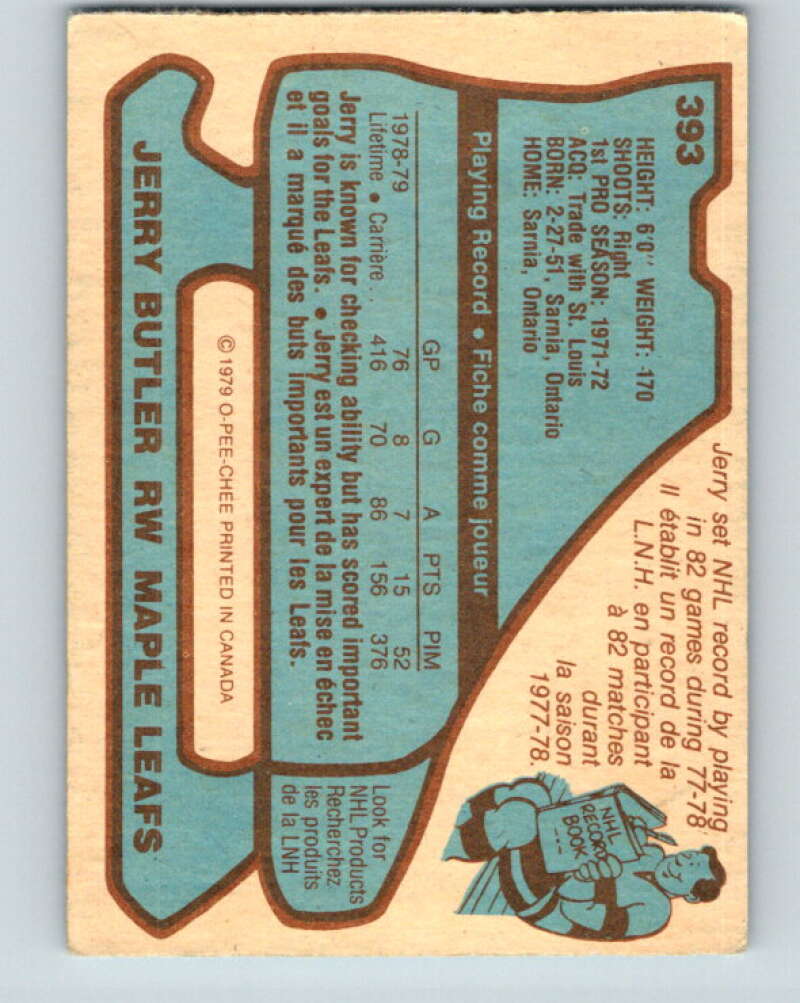 393
HEIGHT: 6'0" WEIGHT: 170
SHOOTS: Right
1st PRO SEASON: 1971-72
ACQ: Trade with St. Louis
BORN: 2-27-51, Sarnia, Ontario
HOME: Sarnia, Ontario
Jerry set NHL record by playing
in 82 games during 77-78
Il établit un record de la
L.N.H. en participant
à 82 matches
durant
la saison
1977-78.
NHL
RECORD
BOOK
Playing Record • Fiche comme joueur
GP G A PTS PIM
1978-79 76 8 7 15 52
Lifetime • Carrière .. 416 70 86 156 376
Jerry is known for checking ability but has scored important
goals for the Leafs. • Jerry est un expert de la mise en échec
et il a marqué des buts importants pour les Leafs.
Look for
NHL Products
Recherchez
les produits
de la LNH
© 1979 O-PEE-CHEE PRINTED IN CANADA
JERRY BUTLER RW MAPLE LEAFS